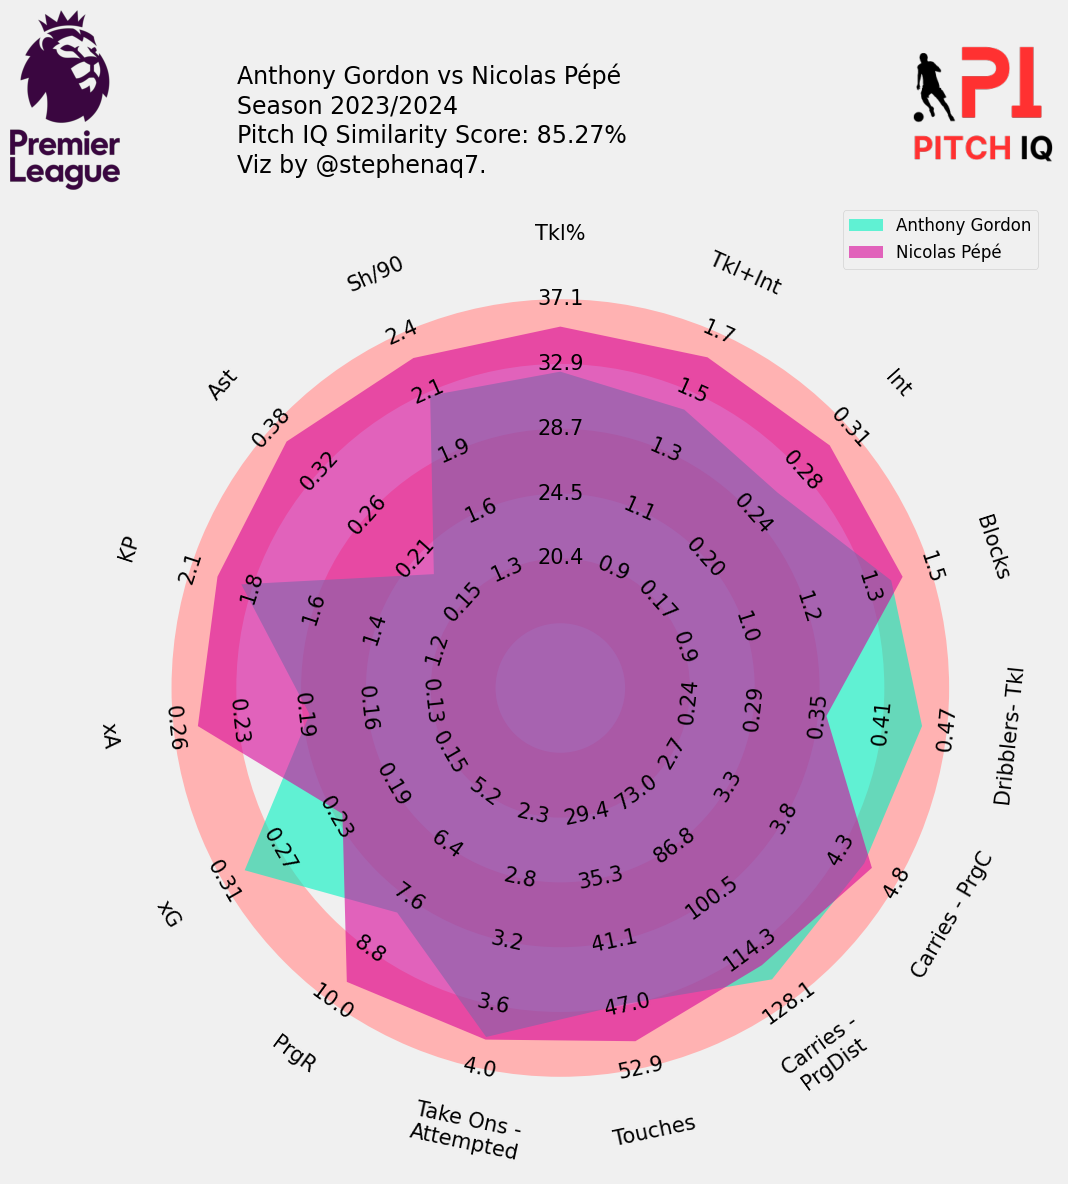 Premier
League
Anthony Gordon vs Nicolas Pépé
Season 2023/2024
Pitch IQ Similarity Score: 85.27%
Viz by @stephenaq7.
PI
PITCH IQ
Anthony Gordon
Nicolas Pépé
Tkl%
37.1
32.9
28.7
24.5
20.4
Tkl+Int
1.7
1.5
1.3
1.1
0.9
Int
0.31
0.28
0.24
0.20
0.17
Blocks
1.5
1.3
1.2
1.0
0.9
Dribblers- Tkl
0.47
0.41
0.35
0.29
0.24
Carries - PrgC
4.8
4.3
3.8
3.3
2.7
Carries -
PrgDist
128.1
114.3
100.5
86.8
73.0
Touches
52.9
47.0
41.1
35.3
29.4
Take Ons -
Attempted
4.0
3.6
3.2
2.8
2.3
PrgR
10.0
8.8
7.6
6.4
5.2
xG
0.31
0.27
0.23
0.19
0.15
xA
0.26
0.23
0.19
0.16
0.13
KP
2.1
1.8
1.6
1.4
1.2
Ast
0.38
0.32
0.26
0.21
0.15
Sh/90
2.4
2.1
1.9
1.6
1.3